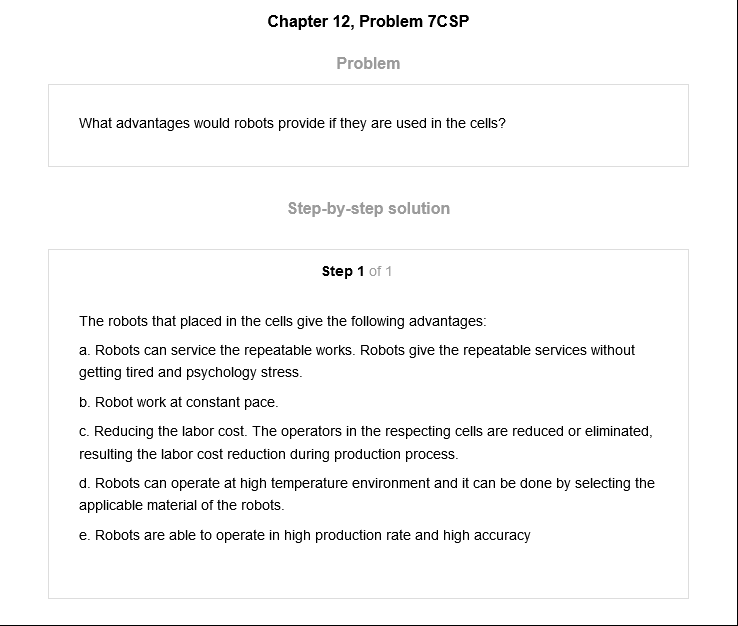 Chapter 12, Problem 7CSP
Problem
What advantages would robots provide if they are used in the cells?
Step-by-step solution
Step 1 of 1
The robots that placed in the cells give the following advantages:
a. Robots can service the repeatable works. Robots give the repeatable services without
getting tired and psychology stress.
b. Robot work at constant pace.
c. Reducing the labor cost. The operators in the respecting cells are reduced or eliminated,
resulting the labor cost reduction during production process.
d. Robots can operate at high temperature environment and it can be done by selecting the
applicable material of the robots.
e. Robots are able to operate in high production rate and high accuracy